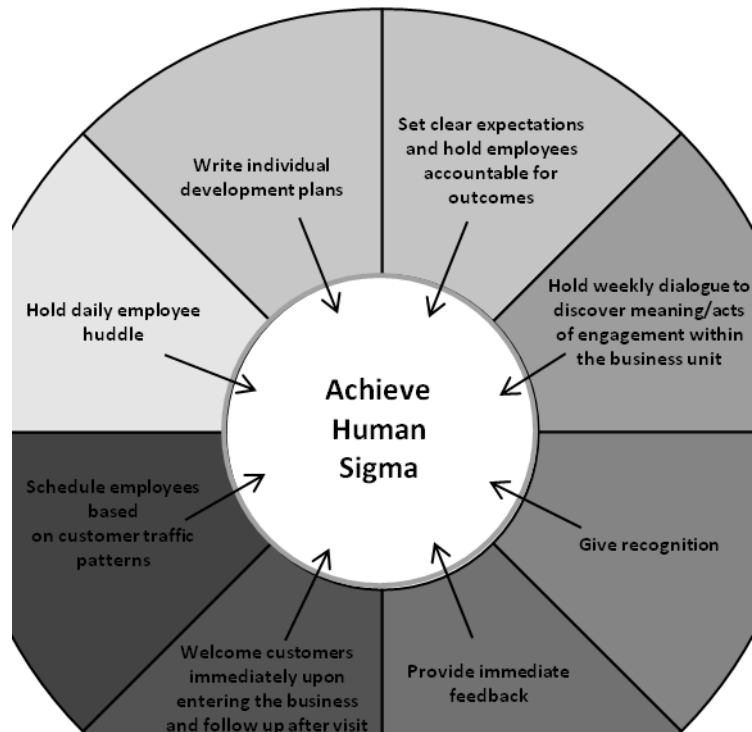 Write individual
development plans
Set clear expectations
and hold employees
accountable for
outcomes
Hold daily employee
huddle
Hold weekly dialogue to
discover meaning/acts
of engagement within
the business unit
Achieve
Human
Sigma
Schedule employees
based
on customer traffic
patterns
Give recognition
Welcome customers
immediately upon
entering the business
and follow up after visit
Provide immediate
feedback